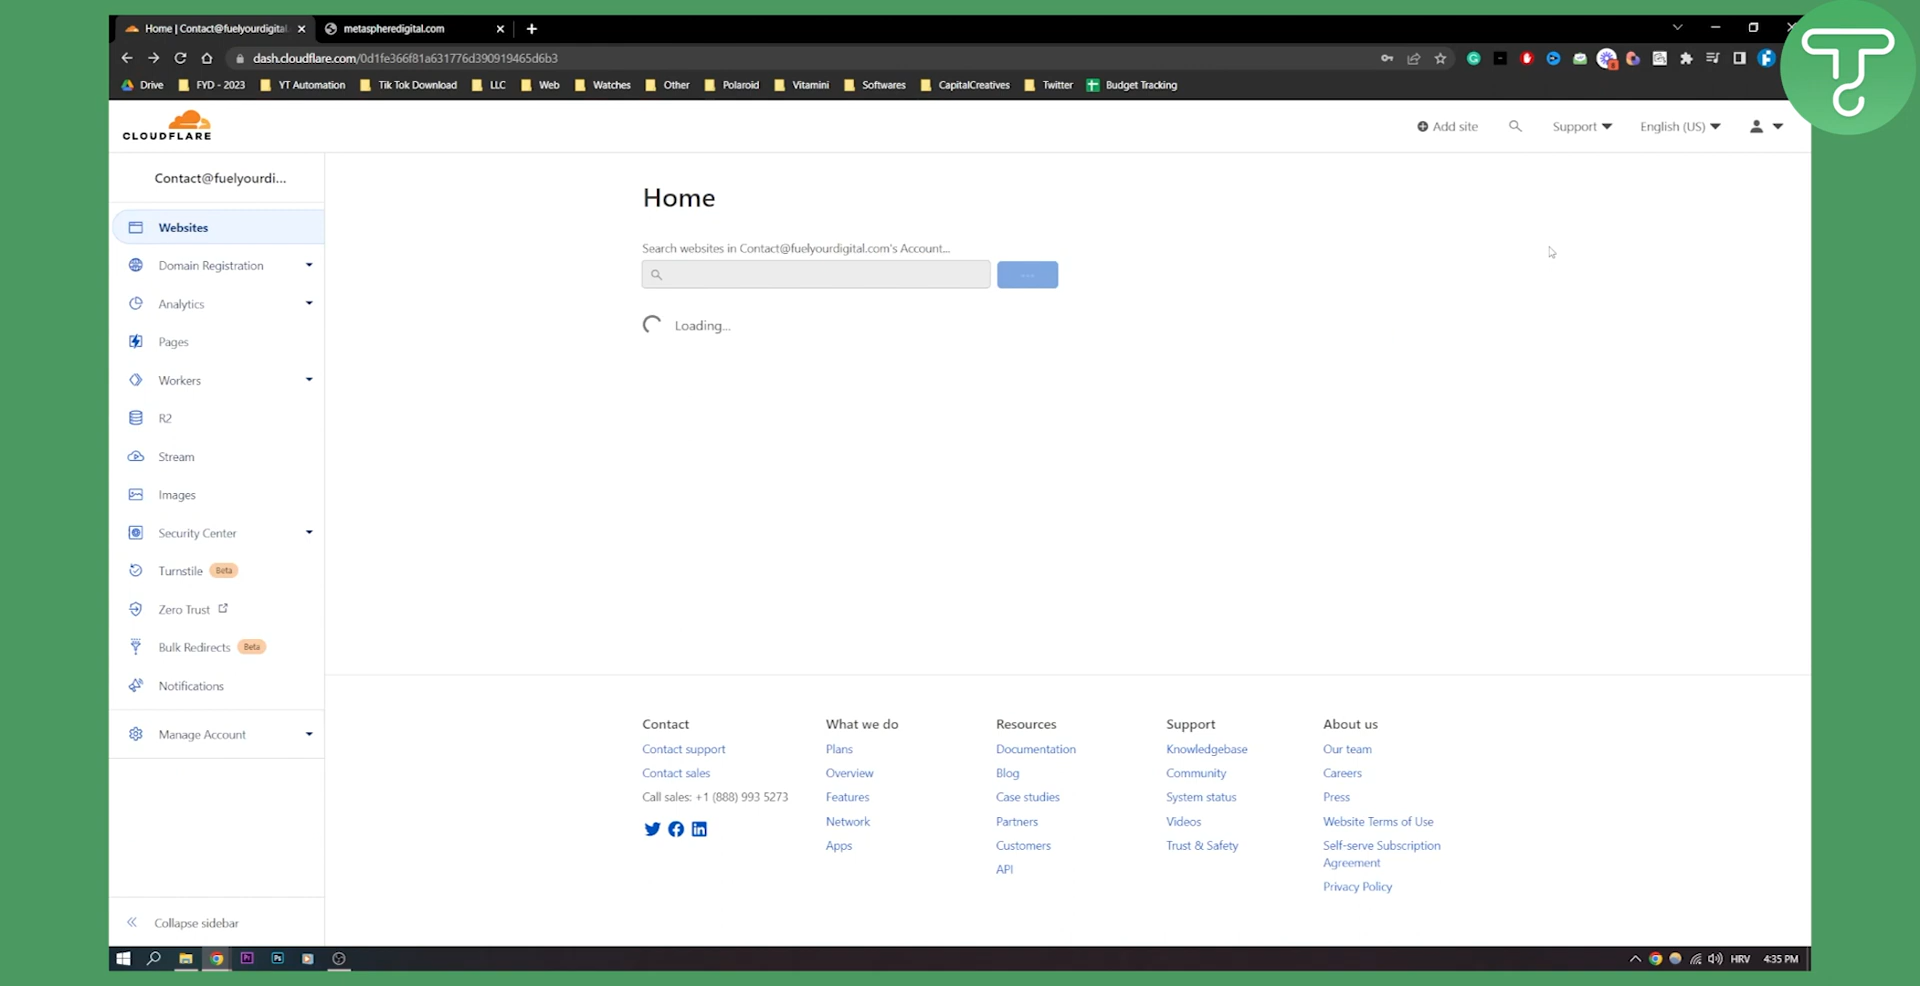 Home | Contact@fuelyourdigital.
metaspheredigital.com
dash.cloudflare.com/0d1fe366f81a631776d390919465d6b3
Drive
FYD - 2023
YT Automation
Tik Tok Download
LLC
Web
Watches
Other
Polaroid
Vitamini
Softwares
CapitalCreatives
Twitter
Budget Tracking
CLOUDFLARE
Add site
Support
English (US)
Contact@fuelyourdi...
Websites
Domain Registration
Analytics
Pages
Workers
R2
Stream
Images
Security Center
Turnstile Beta
Zero Trust
Bulk Redirects Beta
Notifications
Manage Account
Collapse sidebar
Home
Search websites in Contact@fuelyourdigital.com's Account...
Loading...
Contact
Contact support
Contact sales
Call sales: +1 (888) 993 5273
What we do
Plans
Overview
Features
Network
Apps
Resources
Documentation
Blog
Case studies
Partners
Customers
API
Support
Knowledgebase
Community
System status
Videos
Trust & Safety
About us
Our team
Careers
Press
Website Terms of Use
Self-serve Subscription
Agreement
Privacy Policy
Pr
Ps
HRV
4:35 PM